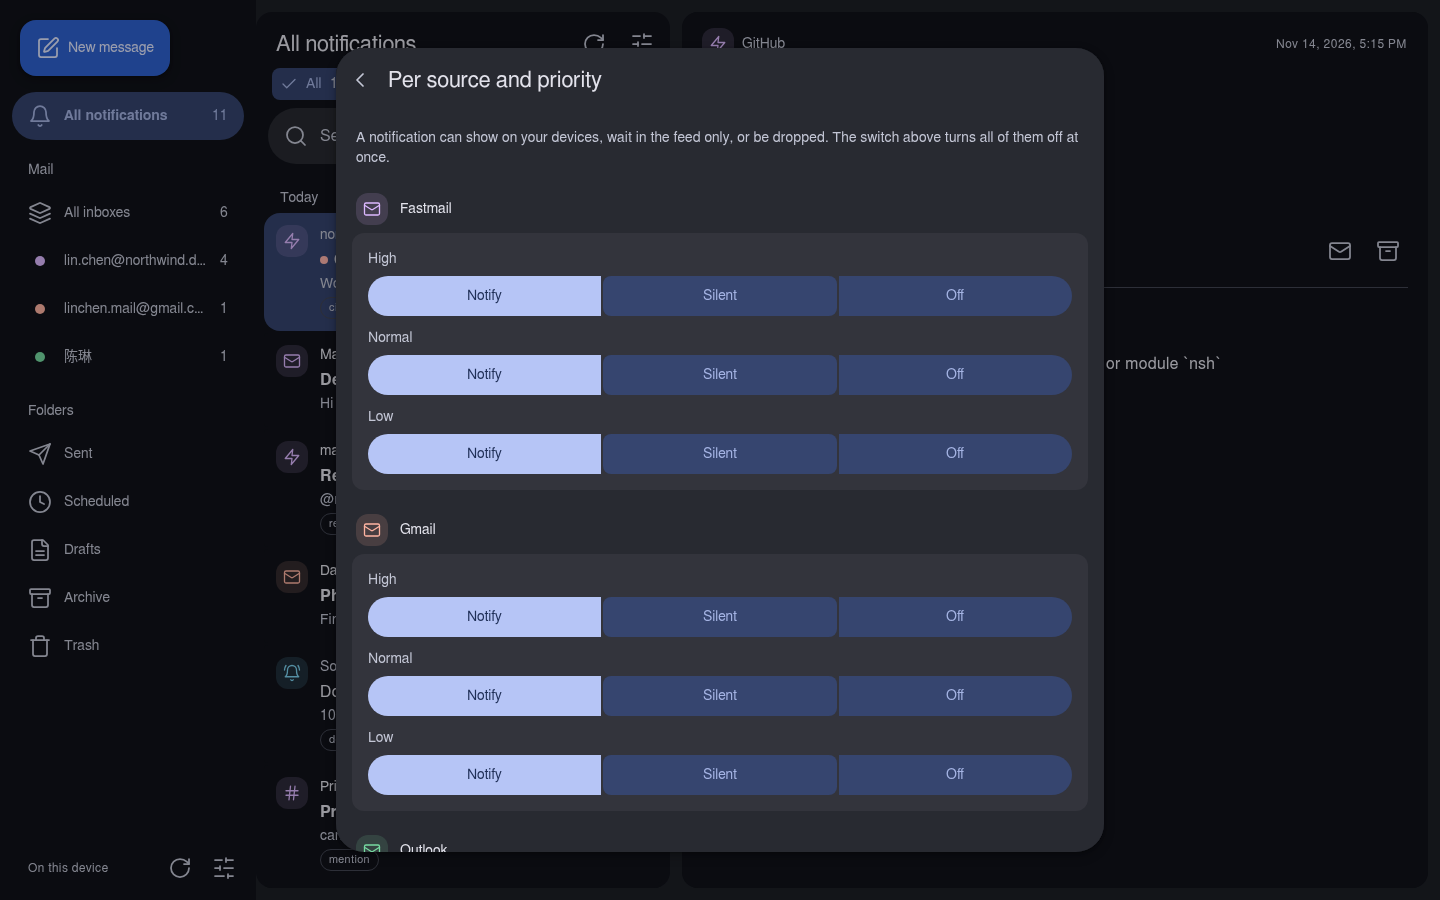 New message
All notifications 11
Mail
All inboxes 6
lin.chen@northwind.d… 4
linchen.mail@gmail.c… 1
陈琳 1
Folders
Sent
Scheduled
Drafts
Archive
Trash
On this device
All notifications
All 1
Today
Hi
mention
GitHub
Nov 14, 2026, 5:15 PM
or module `nsh`
Per source and priority
A notification can show on your devices, wait in the feed only, or be dropped. The switch above turns all of them off at
once.
Fastmail
High
Notify Silent Off
Normal
Notify Silent Off
Low
Notify Silent Off
Gmail
High
Notify Silent Off
Normal
Notify Silent Off
Low
Notify Silent Off
Outlook